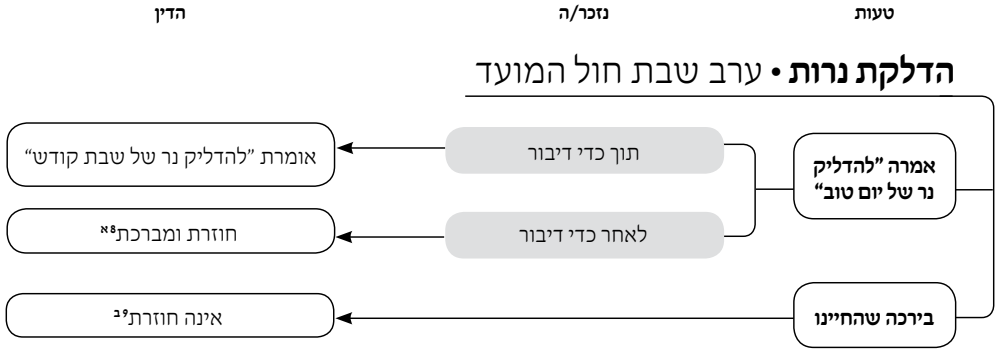 טעות נזכר/ה הדין
הדלקת נרות • ערב שבת חול המועד
אמרה ״להדליק
נר של יום טוב״
תוך כדי דיבור
אומרת ״להדליק נר של שבת קודש״
לאחר כדי דיבור
חוזרת ומברכת8א
בירכה שהחיינו
אינה חוזרת9ב